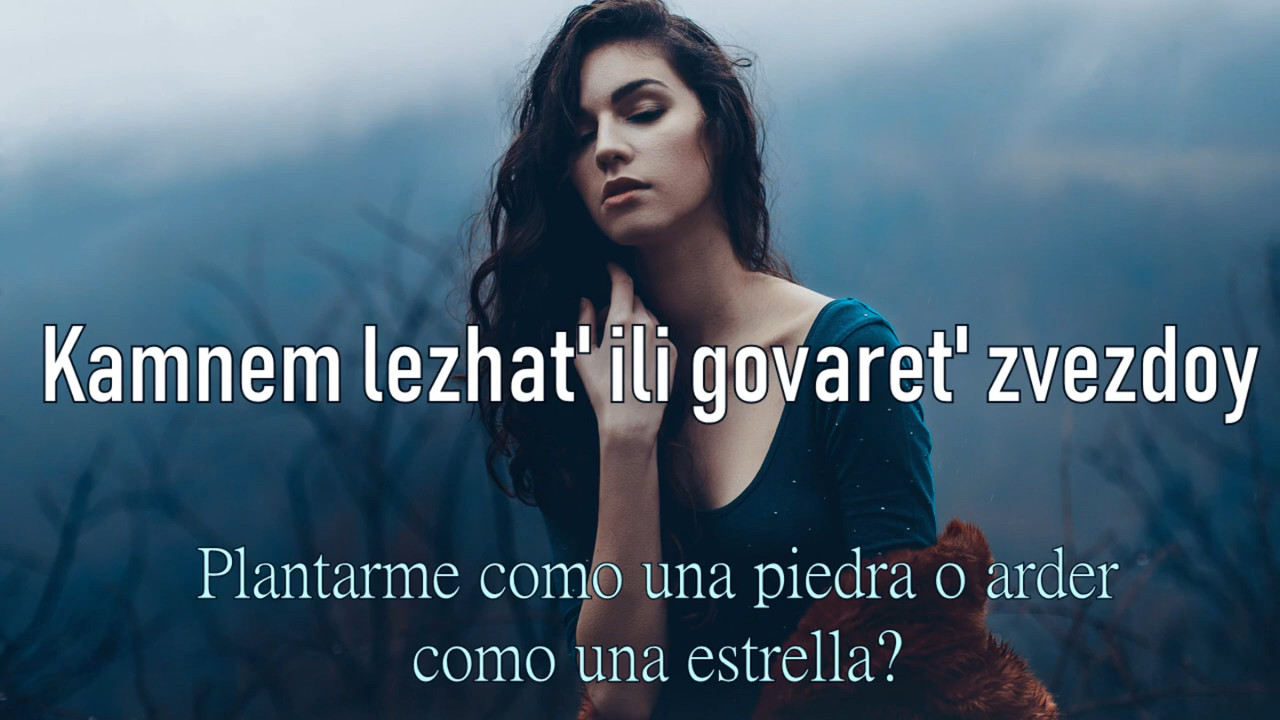 Kamnem lezhat' ili govaret' zvezdoy
Plantarme como una piedra o arder
como una estrella?